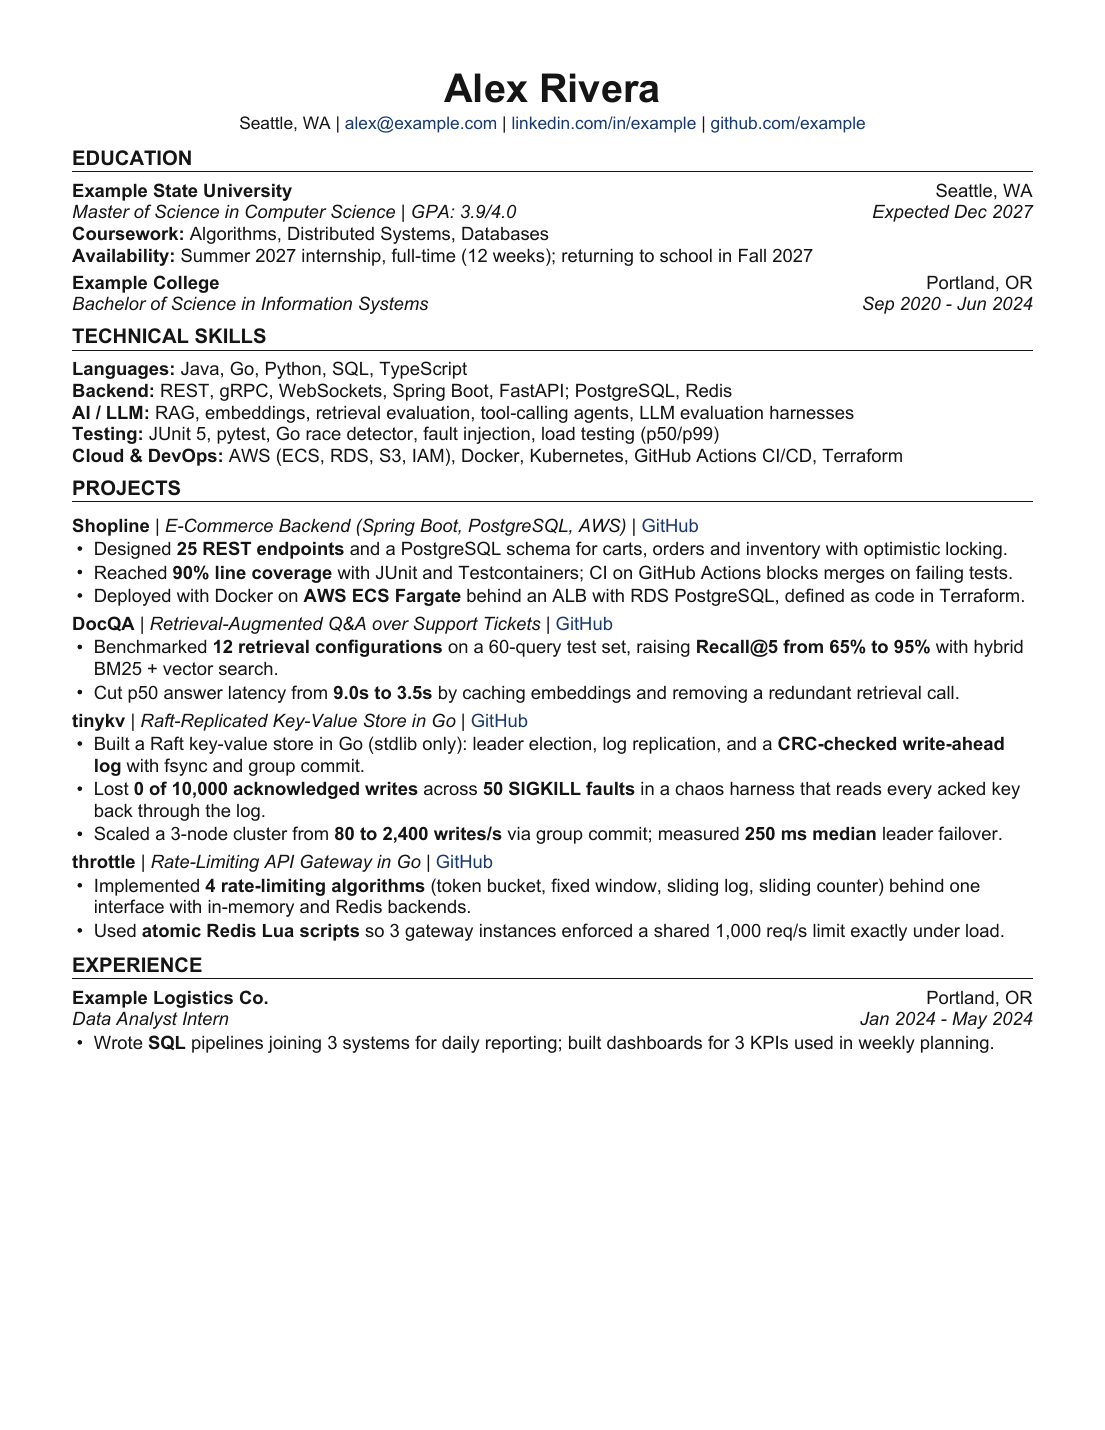 Alex Rivera
Seattle, WA | alex@example.com | linkedin.com/in/example | github.com/example
EDUCATION
Example State University Seattle, WA
Master of Science in Computer Science | GPA: 3.9/4.0 Expected Dec 2027
Coursework: Algorithms, Distributed Systems, Databases
Availability: Summer 2027 internship, full-time (12 weeks); returning to school in Fall 2027
Example College Portland, OR
Bachelor of Science in Information Systems Sep 2020 - Jun 2024
TECHNICAL SKILLS
Languages: Java, Go, Python, SQL, TypeScript
Backend: REST, gRPC, WebSockets, Spring Boot, FastAPI; PostgreSQL, Redis
AI / LLM: RAG, embeddings, retrieval evaluation, tool-calling agents, LLM evaluation harnesses
Testing: JUnit 5, pytest, Go race detector, fault injection, load testing (p50/p99)
Cloud & DevOps: AWS (ECS, RDS, S3, IAM), Docker, Kubernetes, GitHub Actions CI/CD, Terraform
PROJECTS
Shopline | E-Commerce Backend (Spring Boot, PostgreSQL, AWS) | GitHub
• Designed 25 REST endpoints and a PostgreSQL schema for carts, orders and inventory with optimistic locking.
• Reached 90% line coverage with JUnit and Testcontainers; CI on GitHub Actions blocks merges on failing tests.
• Deployed with Docker on AWS ECS Fargate behind an ALB with RDS PostgreSQL, defined as code in Terraform.
DocQA | Retrieval-Augmented Q&A over Support Tickets | GitHub
• Benchmarked 12 retrieval configurations on a 60-query test set, raising Recall@5 from 65% to 95% with hybrid
BM25 + vector search.
• Cut p50 answer latency from 9.0s to 3.5s by caching embeddings and removing a redundant retrieval call.
tinykv | Raft-Replicated Key-Value Store in Go | GitHub
• Built a Raft key-value store in Go (stdlib only): leader election, log replication, and a CRC-checked write-ahead
log with fsync and group commit.
• Lost 0 of 10,000 acknowledged writes across 50 SIGKILL faults in a chaos harness that reads every acked key
back through the log.
• Scaled a 3-node cluster from 80 to 2,400 writes/s via group commit; measured 250 ms median leader failover.
throttle | Rate-Limiting API Gateway in Go | GitHub
• Implemented 4 rate-limiting algorithms (token bucket, fixed window, sliding log, sliding counter) behind one
interface with in-memory and Redis backends.
• Used atomic Redis Lua scripts so 3 gateway instances enforced a shared 1,000 req/s limit exactly under load.
EXPERIENCE
Example Logistics Co. Portland, OR
Data Analyst Intern Jan 2024 - May 2024
• Wrote SQL pipelines joining 3 systems for daily reporting; built dashboards for 3 KPIs used in weekly planning.